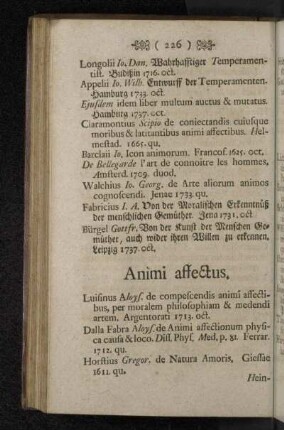 ( 226 )
Longolii Io. Dan. Wahrhafftiger Temperamen-
tist. Budißin 1716. oct.
Appelii Io. Wilh. Entwurff der Temperamenten.
Hamburg 1733. oct.
Ejusdem idem liber multum auctus & mutatus.
Hamburg 1737. oct.
Claramontius Scipio de coniectandis cuiusque
moribus & latitantibus animi affectibus. Hel-
mestad. 1665. qu.
Barclaii Io. Icon animorum. Francof. 1625. oct.
De Bellegarde l'art de connoitre les hommes,
Amsterd. 1709. duod.
Walchius Io. Georg. de Arte aliorum animos
cognoscendi. Jenae 1733. qu.
Fabricius I. A. Von der Moralischen Erkenntnüß
der menschlichen Gemüther. Jena 1731. oct
Bürgel Gottfr. Von der Kunst der Menschen Ge-
müther, auch wider ihren Willen zu erkennen.
Leipzig 1737. oct.
Animi affectus.
Luisinus Aloys. de compescendis animi affecti-
bus, per moralem philosophiam & medendi
artem. Argentorati 1713. oct.
Dalla Fabra Aloys. de Animi affectionum physi-
ca causa & loco. Diss. Phys. Med. p. 81. Ferrar.
1712. qu.
Horstius Gregor. de Natura Amoris, Giessae
1611. qu.
Hein-